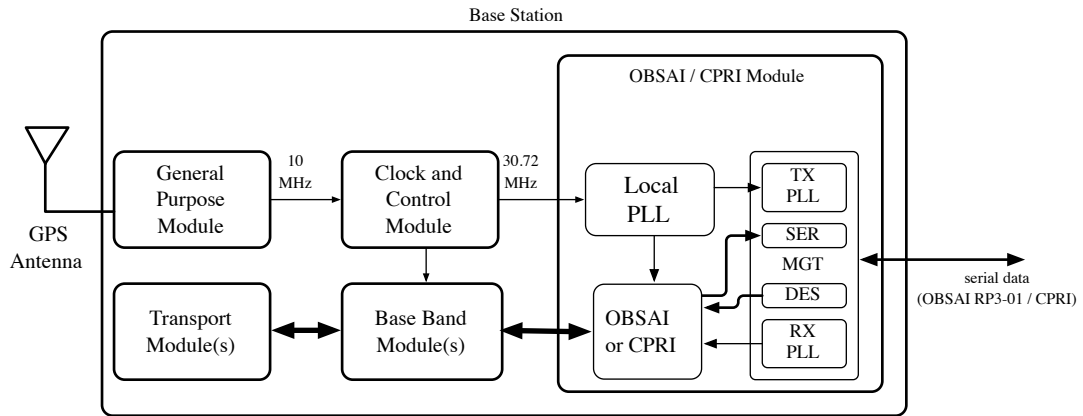 Base Station
OBSAI / CPRI Module
General
Purpose
Module
10
MHz
Clock and
Control
Module
30.72
MHz
Local
PLL
TX
PLL
SER
MGT
DES
RX
PLL
GPS
Antenna
Transport
Module(s)
Base Band
Module(s)
OBSAI
or CPRI
serial data
(OBSAI RP3-01 / CPRI)